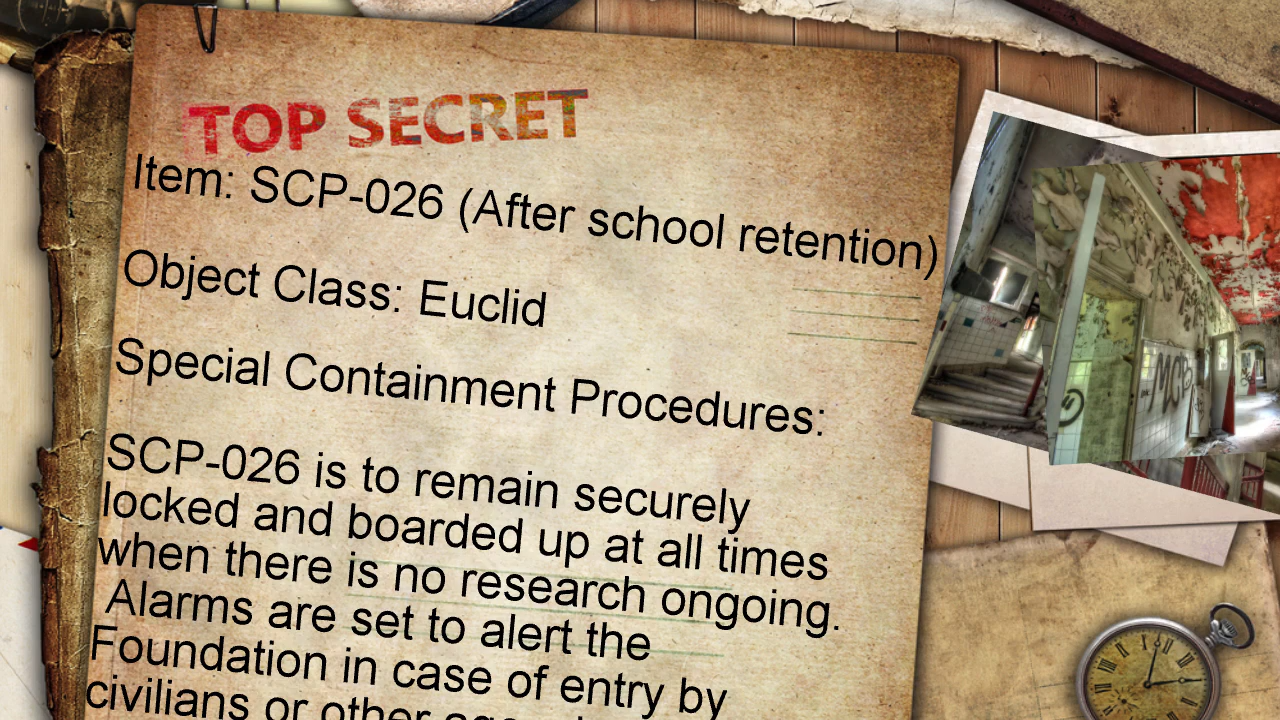 TOP SECRET
Item: SCP-026 (After school retention)
Object Class: Euclid
Special Containment Procedures:
SCP-026 is to remain securely
locked and boarded up at all times
when there is no research ongoing.
Alarms are set to alert the
Foundation in case of entry by
civilians or other
MCP